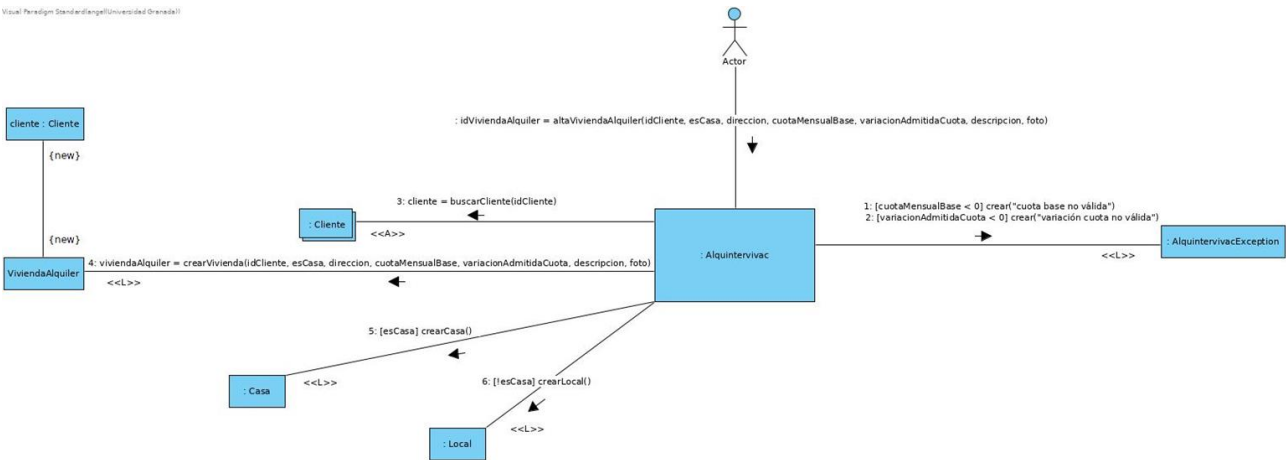 Visual Paradigm Standard(angel(Universidad Granada))
Actor
cliente : Cliente
: idViviendaAlquiler = altaViviendaAlquiler(idCliente, esCasa, direccion, cuotaMensualBase, variacionAdmitidaCuota, descripcion, foto)
{new}
3: cliente = buscarCliente(idCliente)
1: [cuotaMensualBase < 0] crear("cuota base no válida")
2: [variacionAdmitidaCuota < 0] crear("variación cuota no válida")
: Cliente
<<A>>
{new}
: Alquintervivac
: AlquintervivacException
<<L>>
4: viviendaAlquiler = crearVivienda(idCliente, esCasa, direccion, cuotaMensualBase, variacionAdmitidaCuota, descripcion, foto)
ViviendaAlquiler
<<L>>
5: [esCasa] crearCasa()
6: [!esCasa] crearLocal()
<<L>>
: Casa
<<L>>
: Local